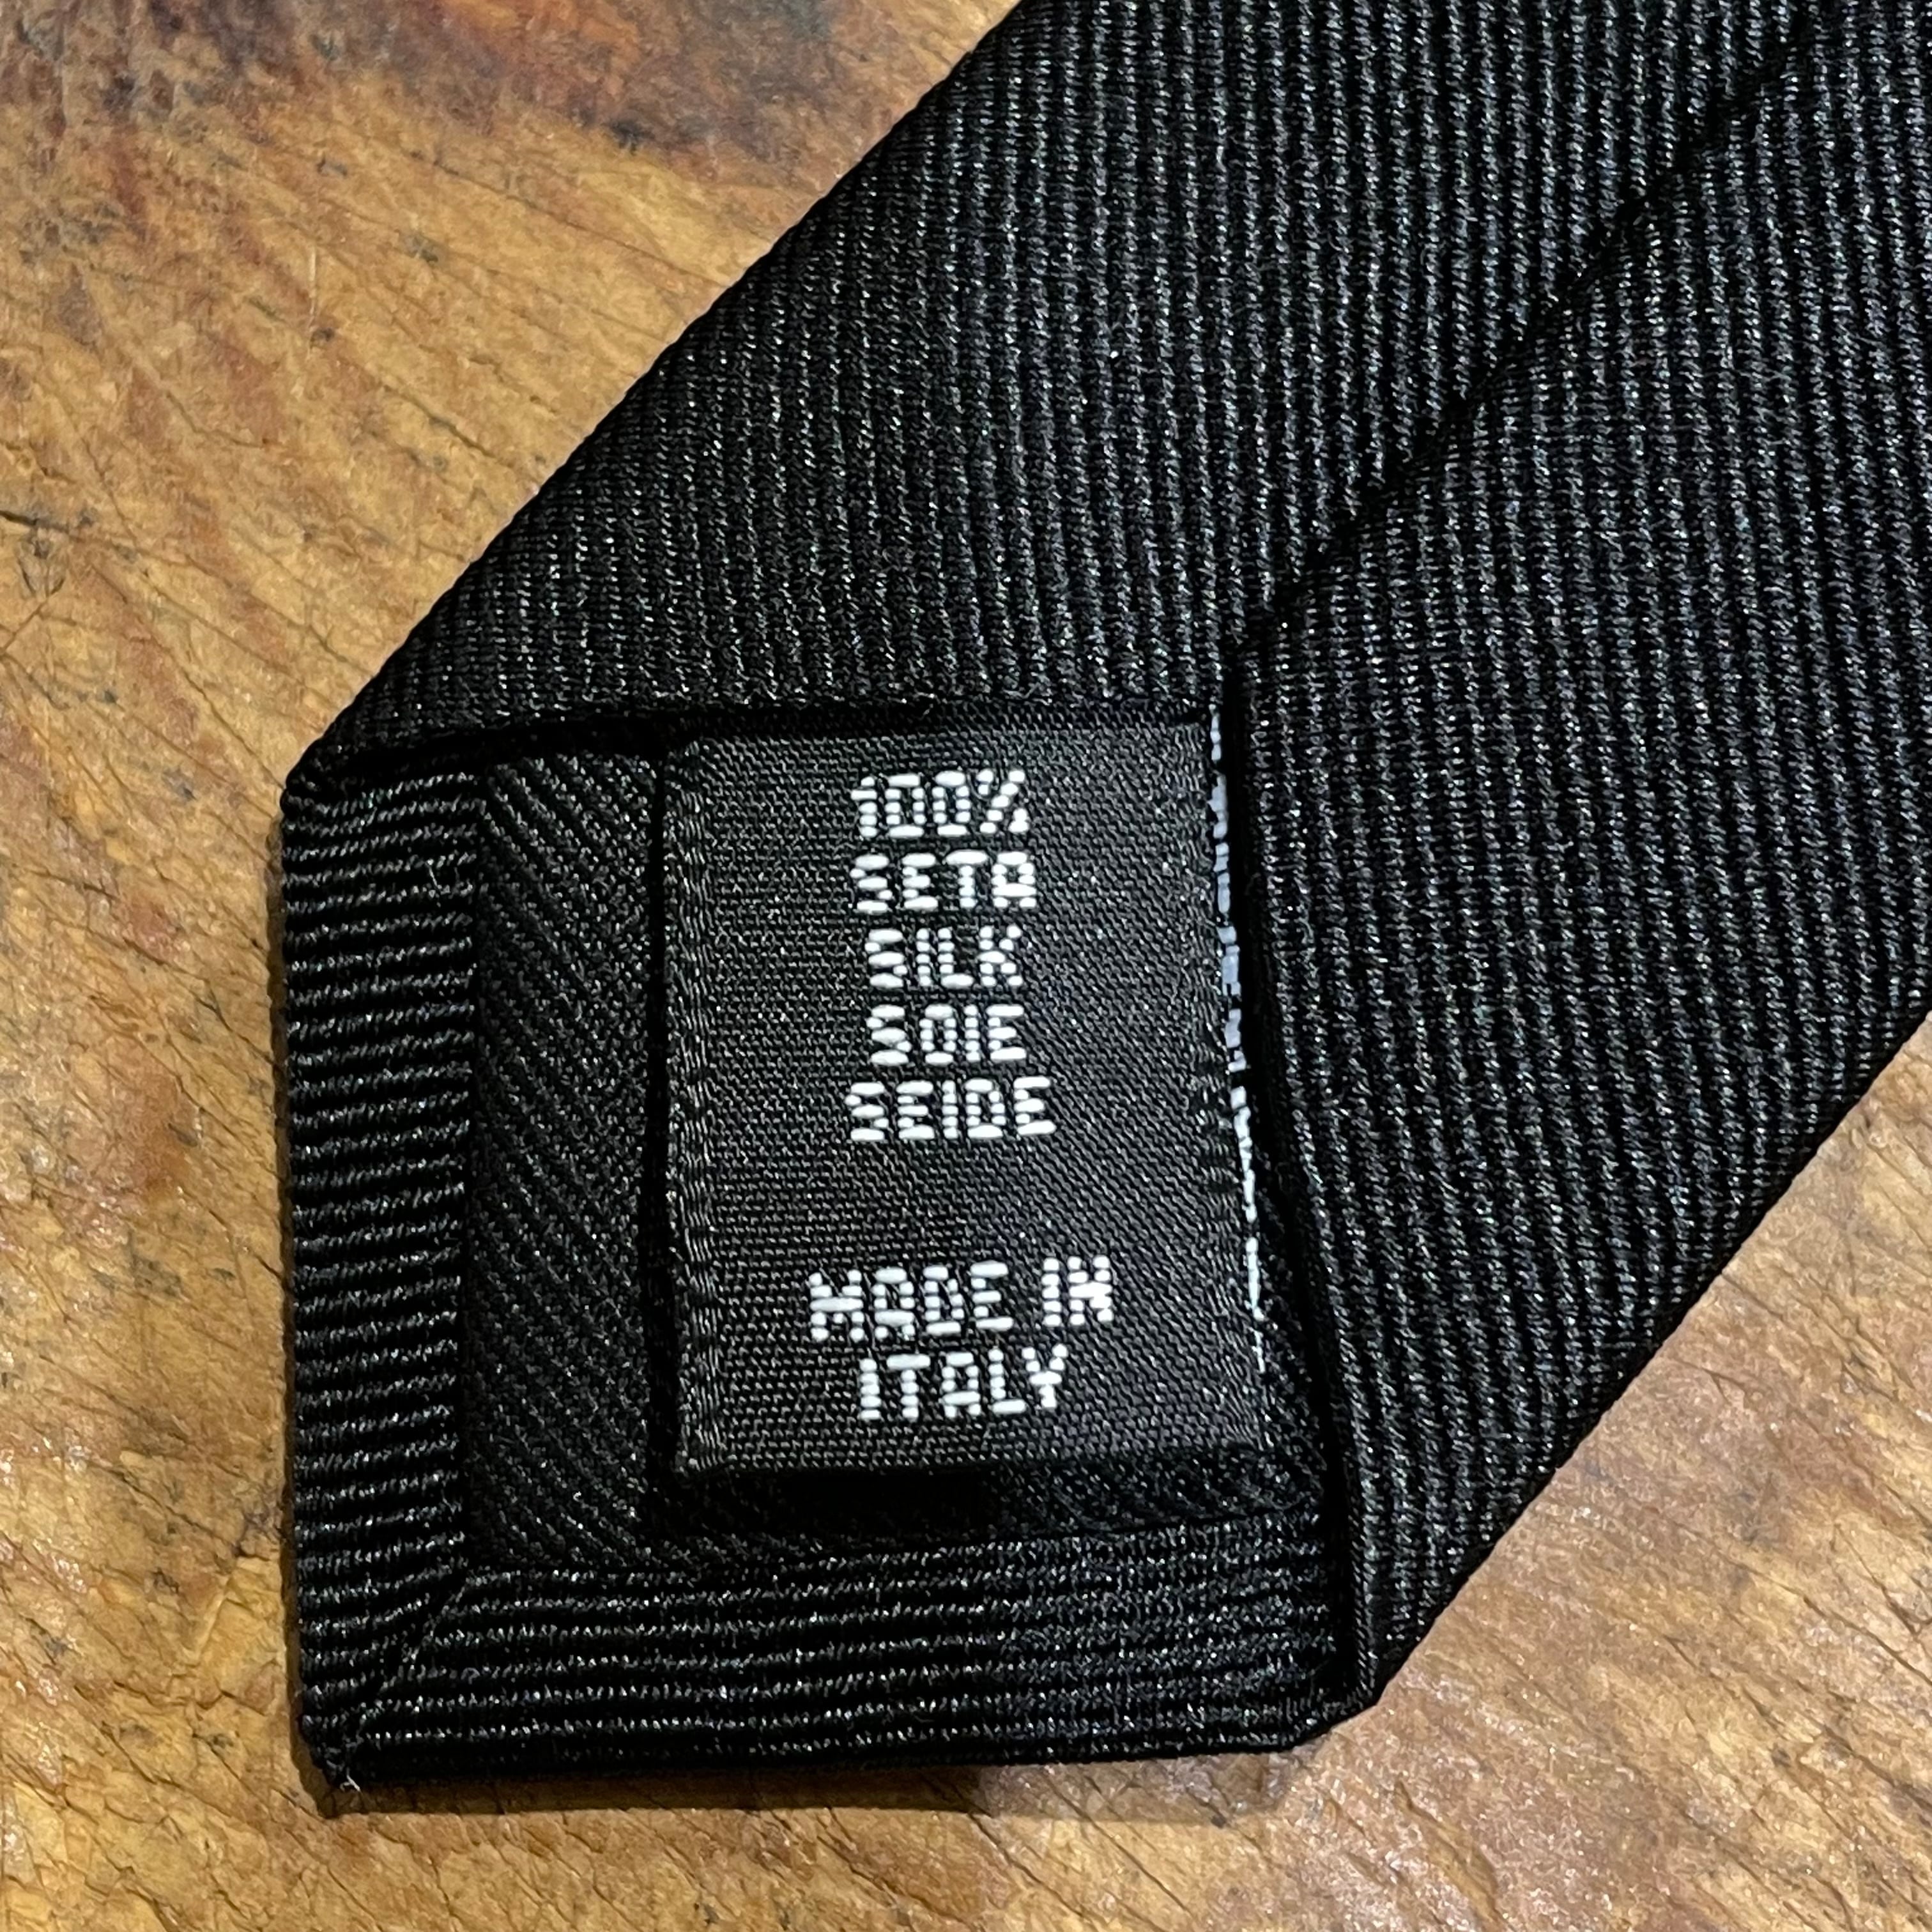 100%
SETA
SILK
SOIE
SEIDE
MADE IN
ITALY